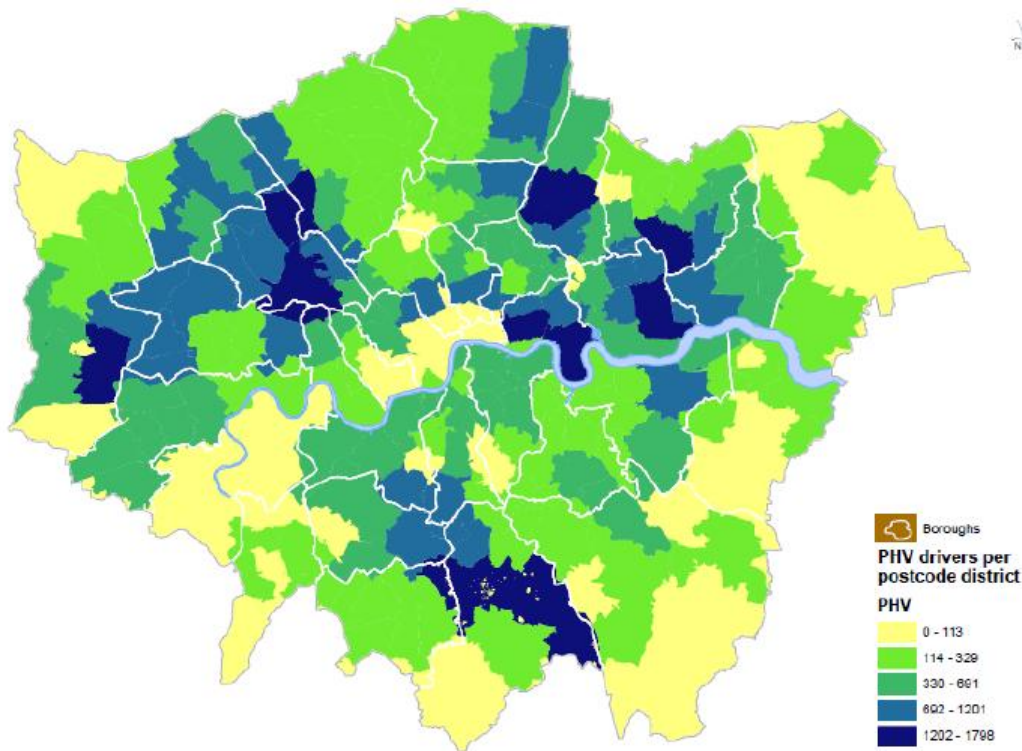 N
Boroughs
PHV drivers per
postcode district
PHV
0 - 113
114 - 329
330 - 691
692 - 1201
1202 - 1798